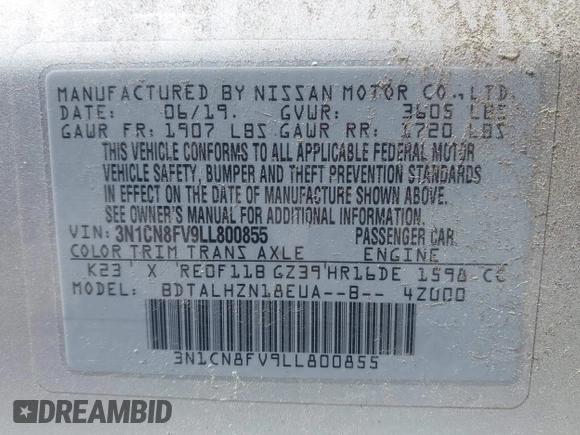 MANUFACTURED BY NISSAN MOTOR CO.,LTD.
DATE: 06/19. GVWR: 3605 LBS
GAWR FR: 1907 LBS GAWR RR: 1720 LBS
THIS VEHICLE CONFORMS TO ALL APPLICABLE FEDERAL MOTOR
VEHICLE SAFETY, BUMPER AND THEFT PREVENTION STANDARDS
IN EFFECT ON THE DATE OF MANUFACTURE SHOWN ABOVE.
SEE OWNER'S MANUAL FOR ADDITIONAL INFORMATION.
VIN: 3N1CN8FV9LL800855 PASSENGER CAR.
COLOR TRIM TRANS AXLE ENGINE
K23 X RE0F11B GZ39 HR16DE 1598-CC
MODEL: BDTALHZN18EUA--B-- 4Z000
3N1CN8FV9LL800855
DREAMBID